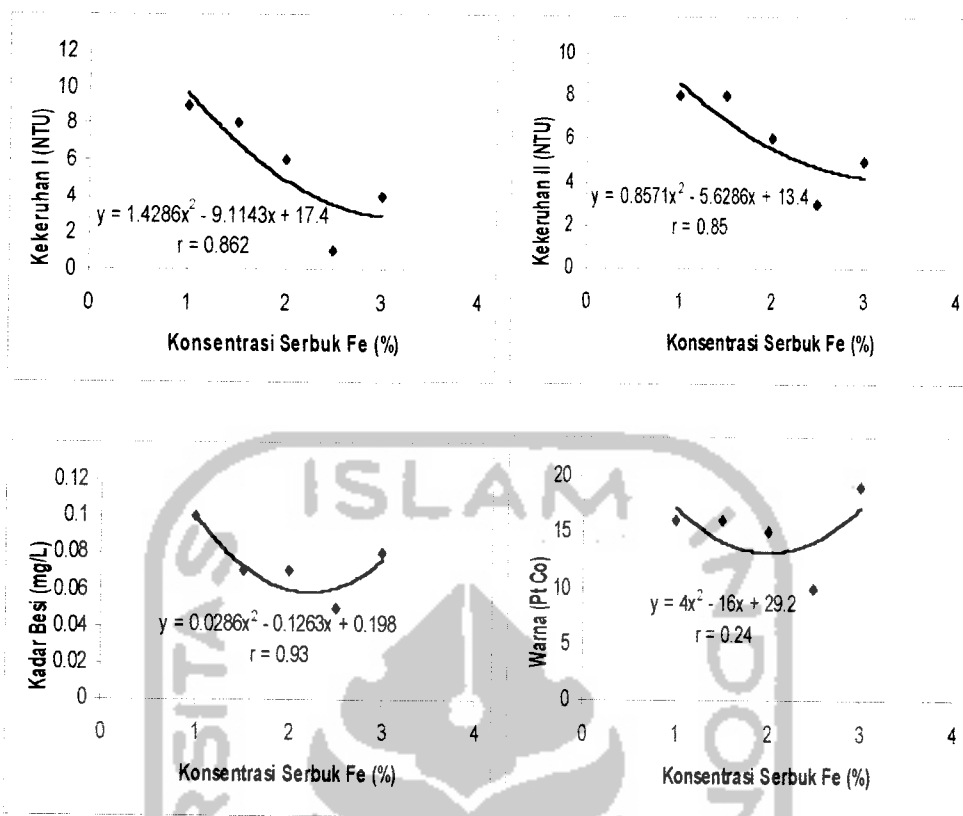 12
10
8
6
4
2
0
Kekeruhan I (NTU)
y = 1.4286x² - 9.1143x + 17.4
r = 0.862
0 1 2 3 4
Konsentrasi Serbuk Fe (%)
10
8
6
4
2
0
Kekeruhan II (NTU)
y = 0.8571x² - 5.6286x + 13.4
r = 0.85
0 1 2 3 4
Konsentrasi Serbuk Fe (%)
0.12
0.1
0.08
0.06
0.04
0.02
0
Kadar Besi (mg/L)
y = 0.0286x² - 0.1263x + 0.198
r = 0.93
0 1 2 3 4
Konsentrasi Serbuk Fe (%)
20
15
10
5
0
Warna (Pt Co)
y = 4x² - 16x + 29.2
r = 0.24
0 1 2 3 4
Konsentrasi Serbuk Fe (%)
ISLAM